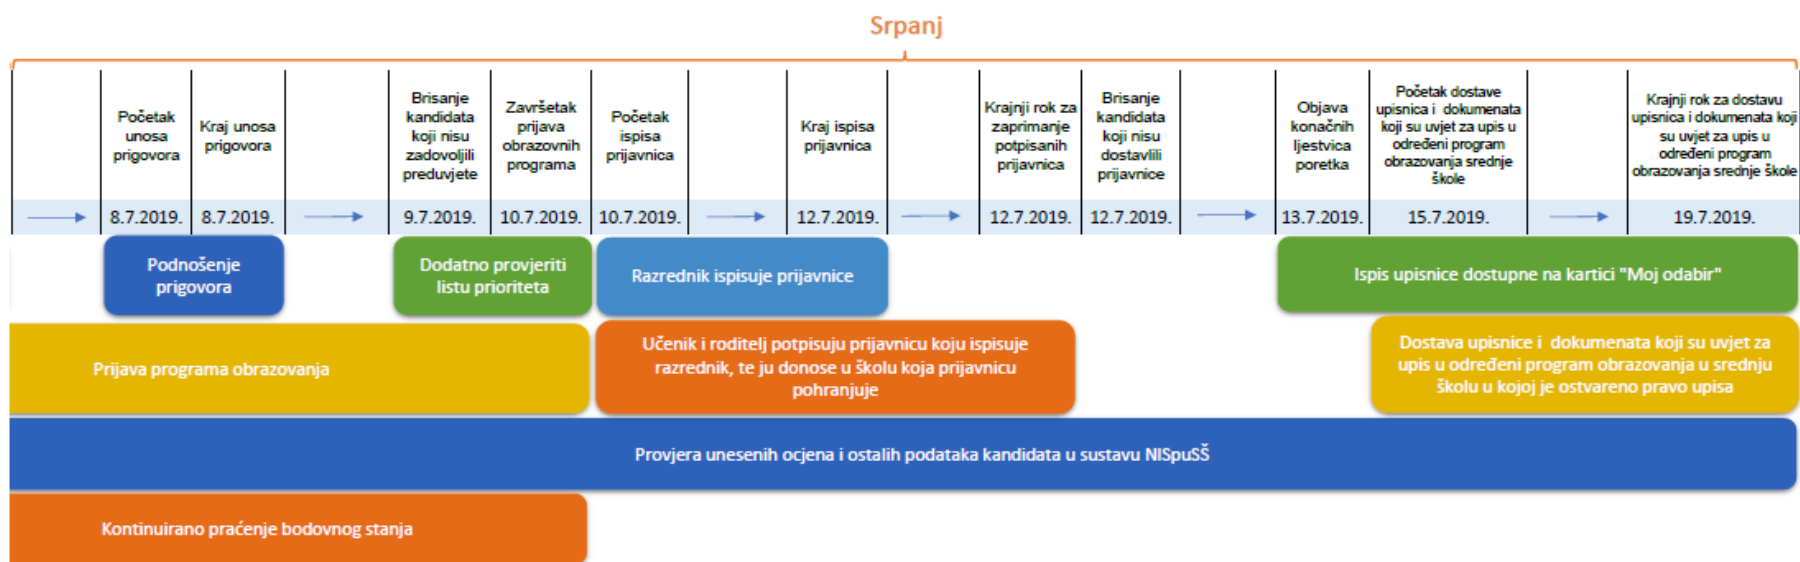 Srpanj
Početak
unosa
prigovora
Kraj unosa
prigovora
Brisanje
kandidata
koji nisu
zadovoljili
preduvjete
Završetak
prijava
obrazovnih
programa
Početak
ispisa
prijavnica
Kraj ispisa
prijavnica
Krajnji rok za
zaprimanje
potpisanih
prijavnica
Brisanje
kandidata
koji nisu
dostavlili
prijavnice
Objava
konačnih
ljestvica
poretka
Početak dostave
upisnica i dokumenata
koji su uvjet za upis u
određeni program
obrazovanja srednje
škole
Krajnji rok za dostavu
upisnica i dokumenata koji
su uvjet za upis u
određeni program
obrazovanja srednje škole
8.7.2019.
8.7.2019.
9.7.2019.
10.7.2019.
10.7.2019.
12.7.2019.
12.7.2019.
12.7.2019.
13.7.2019.
15.7.2019.
19.7.2019.
Podnošenje
prigovora
Dodatno provjeriti
listu prioriteta
Razrednik ispisuje prijavnice
Ispis upisnice dostupne na kartici "Moj odabir"
Prijava programa obrazovanja
Učenik i roditelj potpisuju prijavnicu koju ispisuje
razrednik, te ju donose u školu koja prijavnicu
pohranjuje
Dostava upisnice i dokumenata koji su uvjet za
upis u određeni program obrazovanja u srednju
školu u kojoj je ostvareno pravo upisa
Provjera unesenih ocjena i ostalih podataka kandidata u sustavu NISpuSŠ
Kontinuirano praćenje bodovnog stanja